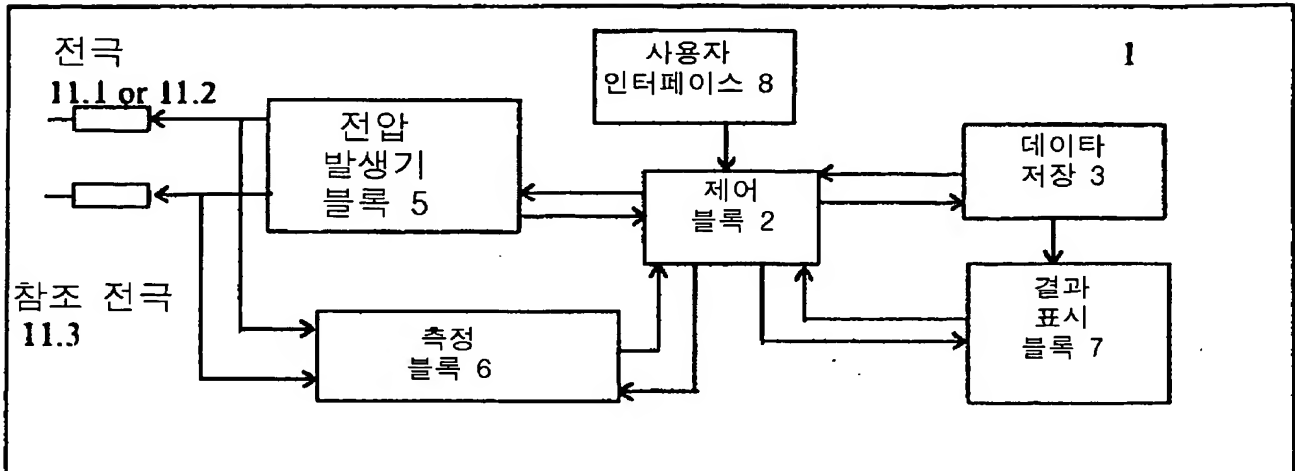 전극
11.1 or 11.2
사용자
인터페이스 8
1
전압
발생기
블록 5
제어
블록 2
데이타
저장 3
참조 전극
11.3
측정
블록 6
결과
표시
블록 7